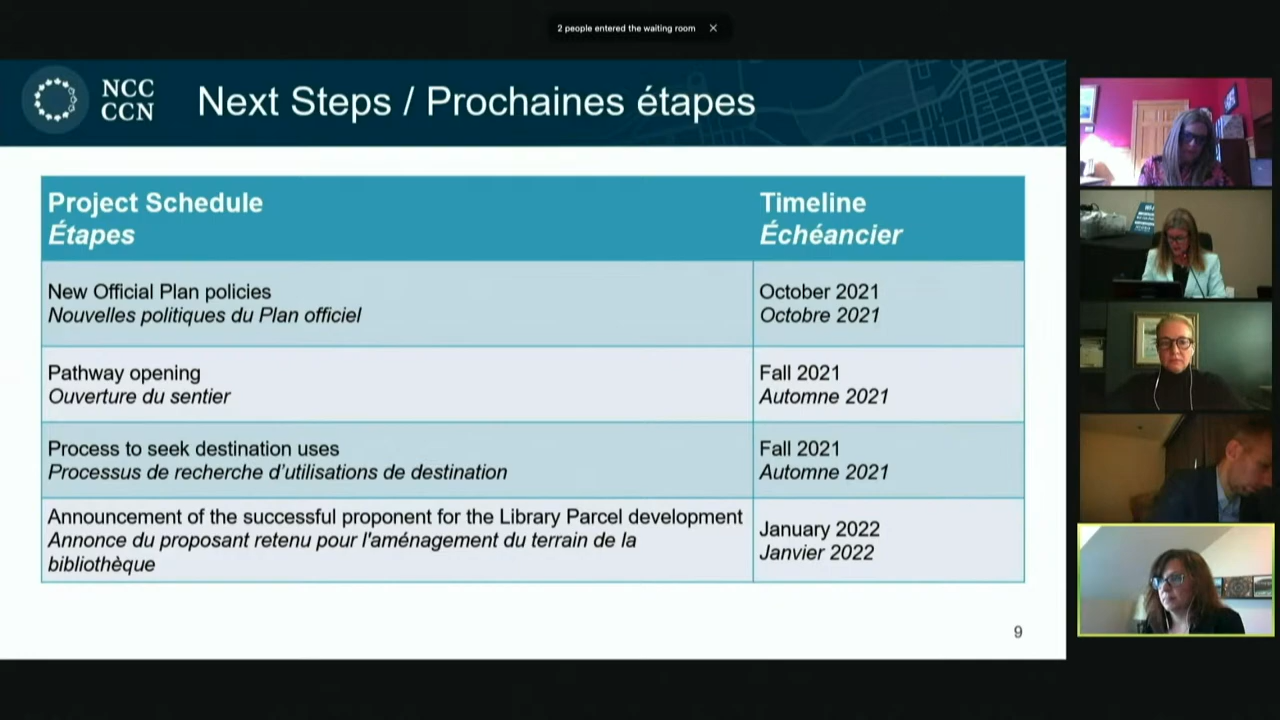 2 people entered the waiting room
NCC
CCN
Next Steps / Prochaines étapes
Project Schedule
Étapes
Timeline
Échéancier
New Official Plan policies
Nouvelles politiques du Plan officiel
October 2021
Octobre 2021
Pathway opening
Ouverture du sentier
Fall 2021
Automne 2021
Process to seek destination uses
Processus de recherche d'utilisations de destination
Fall 2021
Automne 2021
Announcement of the successful proponent for the Library Parcel development
Annonce du proposant retenu pour l'aménagement du terrain de la
bibliothèque
January 2022
Janvier 2022
9